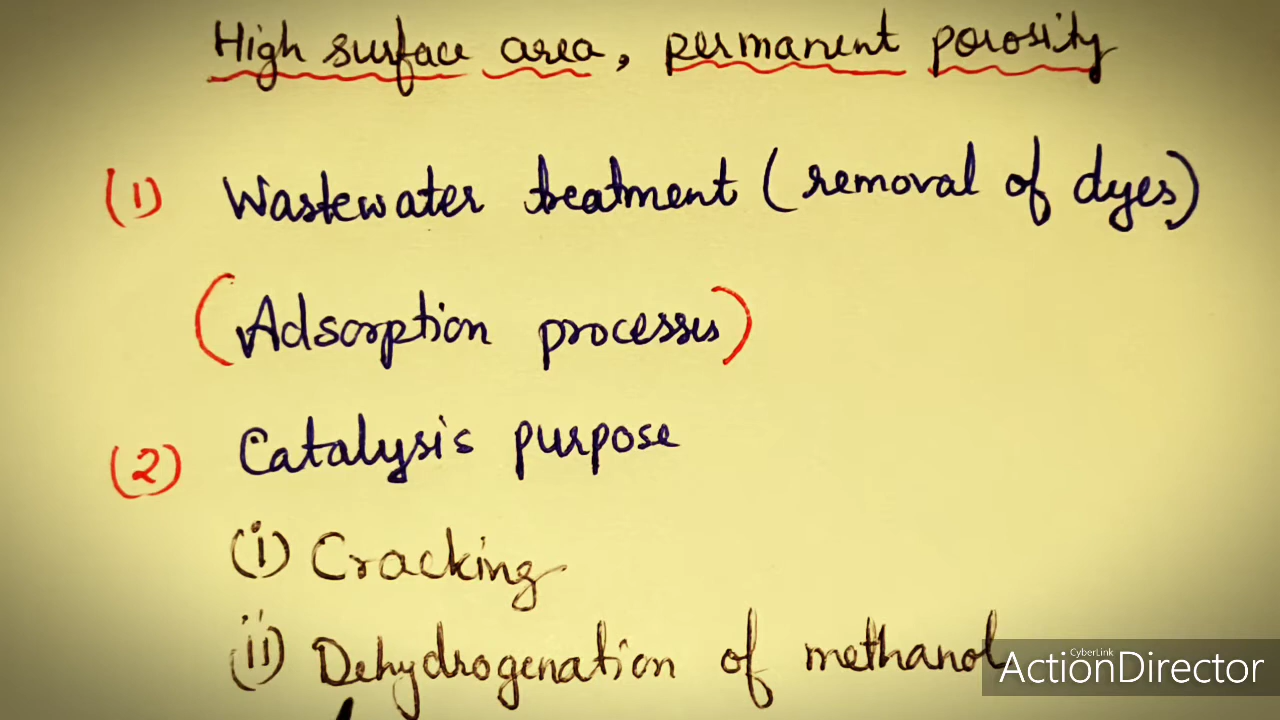 High surface area, permanent porosity
(1) Wastewater treatment (removal of dyes)
(Adsorption processes)
(2) Catalysis purpose
(i) Cracking
(ii) Dehydrogenation of methanol
CyberLink
ActionDirector